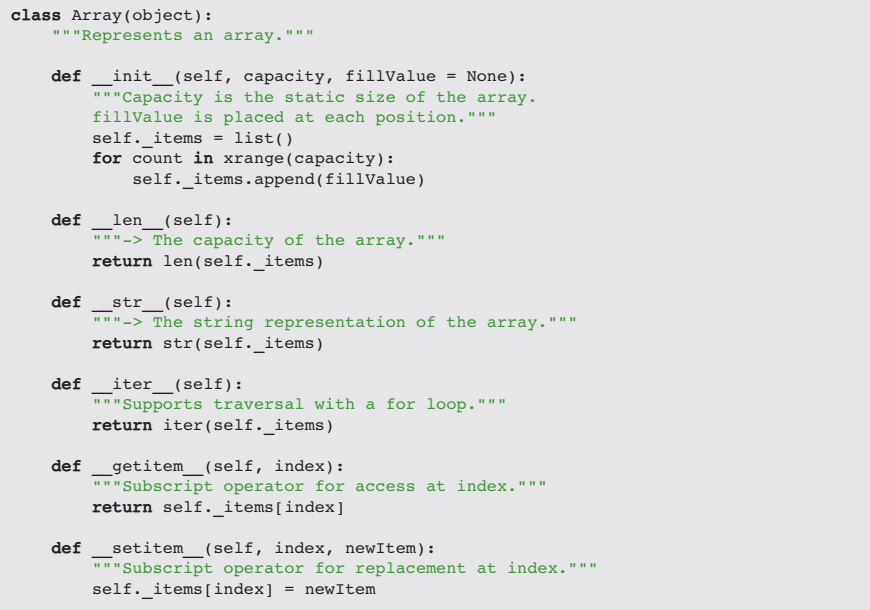 class Array(object):
    """Represents an array."""

    def __init__(self, capacity, fillValue = None):
        """Capacity is the static size of the array.
        fillValue is placed at each position."""
        self._items = list()
        for count in xrange(capacity):
            self._items.append(fillValue)

    def __len__(self):
        """-> The capacity of the array."""
        return len(self._items)

    def __str__(self):
        """-> The string representation of the array."""
        return str(self._items)

    def __iter__(self):
        """Supports traversal with a for loop."""
        return iter(self._items)

    def __getitem__(self, index):
        """Subscript operator for access at index."""
        return self._items[index]

    def __setitem__(self, index, newItem):
        """Subscript operator for replacement at index."""
        self._items[index] = newItem